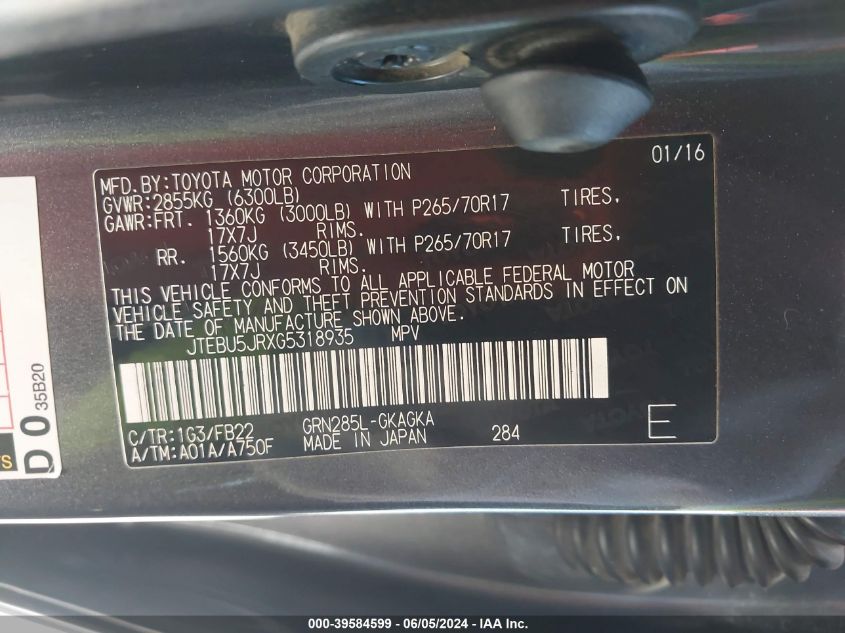 01/16
MFD.BY:TOYOTA MOTOR CORPORATION
GVWR:2855KG (6300LB)
GAWR:FRT. 1360KG (3000LB) WITH P265/70R17 TIRES,
17X7J RIMS.
RR. 1560KG (3450LB) WITH P265/70R17 TIRES,
17X7J RIMS.
THIS VEHICLE CONFORMS TO ALL APPLICABLE FEDERAL MOTOR
VEHICLE SAFETY AND THEFT PREVENTION STANDARDS IN EFFECT ON
THE DATE OF MANUFACTURE SHOWN ABOVE.
JTEBU5JRXG5318935 MPV
C/TR:1G3/FB22 GRN285L-GKAGKA
A/TM:A01A/A750F MADE IN JAPAN 284 E
D 0 35B20
000-39584599 - 06/05/2024 - IAA Inc.